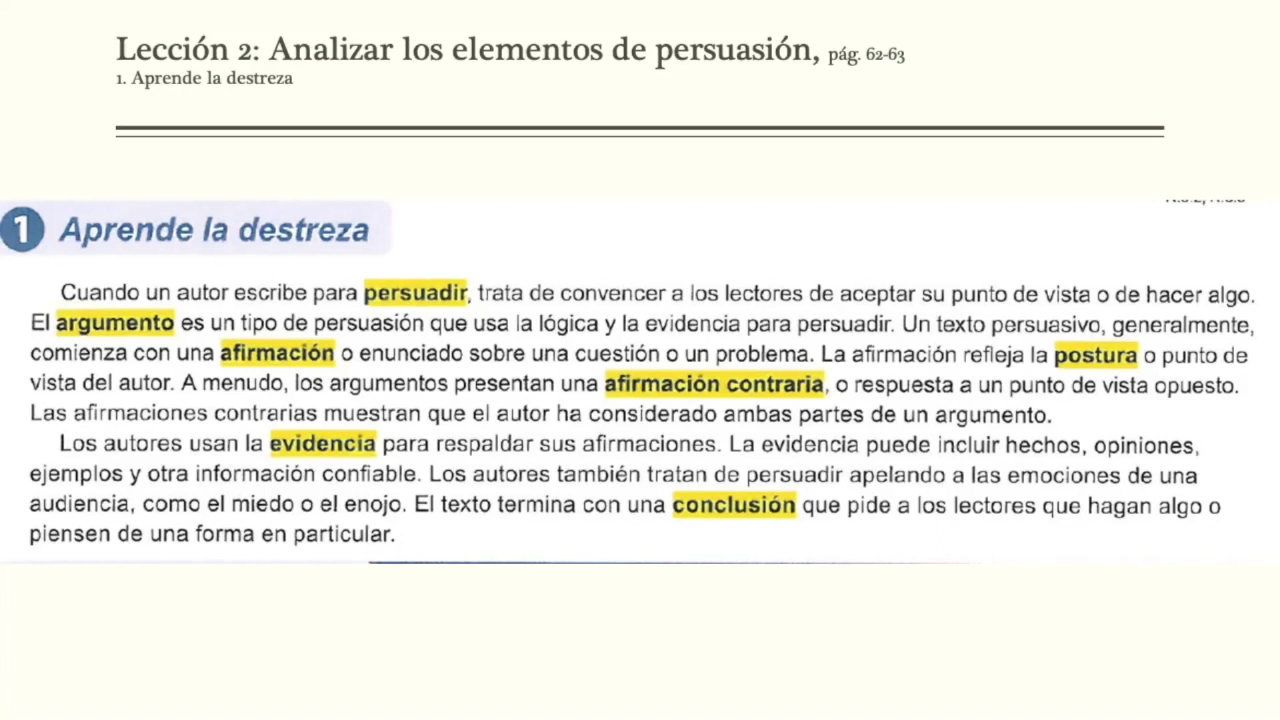 Lección 2: Analizar los elementos de persuasión, pág. 62-63
1. Aprende la destreza
1 Aprende la destreza
Cuando un autor escribe para persuadir, trata de convencer a los lectores de aceptar su punto de vista o de hacer algo.
El argumento es un tipo de persuasión que usa la lógica y la evidencia para persuadir. Un texto persuasivo, generalmente,
comienza con una afirmación o enunciado sobre una cuestión o un problema. La afirmación refleja la postura o punto de
vista del autor. A menudo, los argumentos presentan una afirmación contraria, o respuesta a un punto de vista opuesto.
Las afirmaciones contrarias muestran que el autor ha considerado ambas partes de un argumento.
Los autores usan la evidencia para respaldar sus afirmaciones. La evidencia puede incluir hechos, opiniones,
ejemplos y otra información confiable. Los autores también tratan de persuadir apelando a las emociones de una
audiencia, como el miedo o el enojo. El texto termina con una conclusión que pide a los lectores que hagan algo o
piensen de una forma en particular.